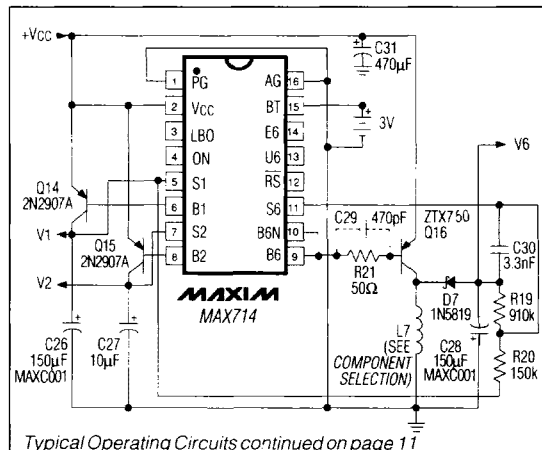 +VCC
C31
470µF
1 PG
AG 16
2 VCC
BT 15
3 LBO
E6 14
3V
4 ON
U6 13
V6
5 S1
RS 12
Q14
2N2907A
6 B1
S6 11
C29 470pF
ZTX750
Q16
V1
Q15
2N2907A
7 S2
B6N 10
C30
3.3nF
V2
8 B2
B6 9
R21
50Ω
MAXIM
MAX714
D7
1N5819
R19
910k
C26
150µF
MAXC001
C27
10µF
L7
(SEE
COMPONENT
SELECTION)
C28
150µF
MAXC001
R20
150k
Typical Operating Circuits continued on page 11